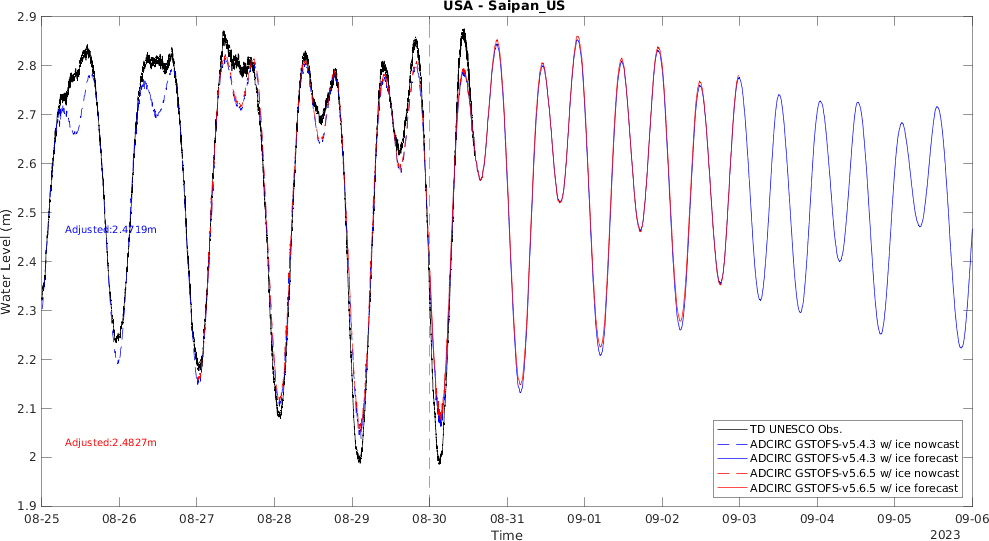 USA - Saipan_US
Water Level (m)
2.9
2.8
2.7
2.6
2.5
2.4
2.3
2.2
2.1
2
1.9
Adjusted:2.4719m
Adjusted:2.4827m
TD UNESCO Obs.
ADCIRC GSTOFS-v5.4.3 w/ ice nowcast
ADCIRC GSTOFS-v5.4.3 w/ ice forecast
ADCIRC GSTOFS-v5.6.5 w/ ice nowcast
ADCIRC GSTOFS-v5.6.5 w/ ice forecast
08-25 08-26 08-27 08-28 08-29 08-30 08-31 09-01 09-02 09-03 09-04 09-05 09-06
Time
2023